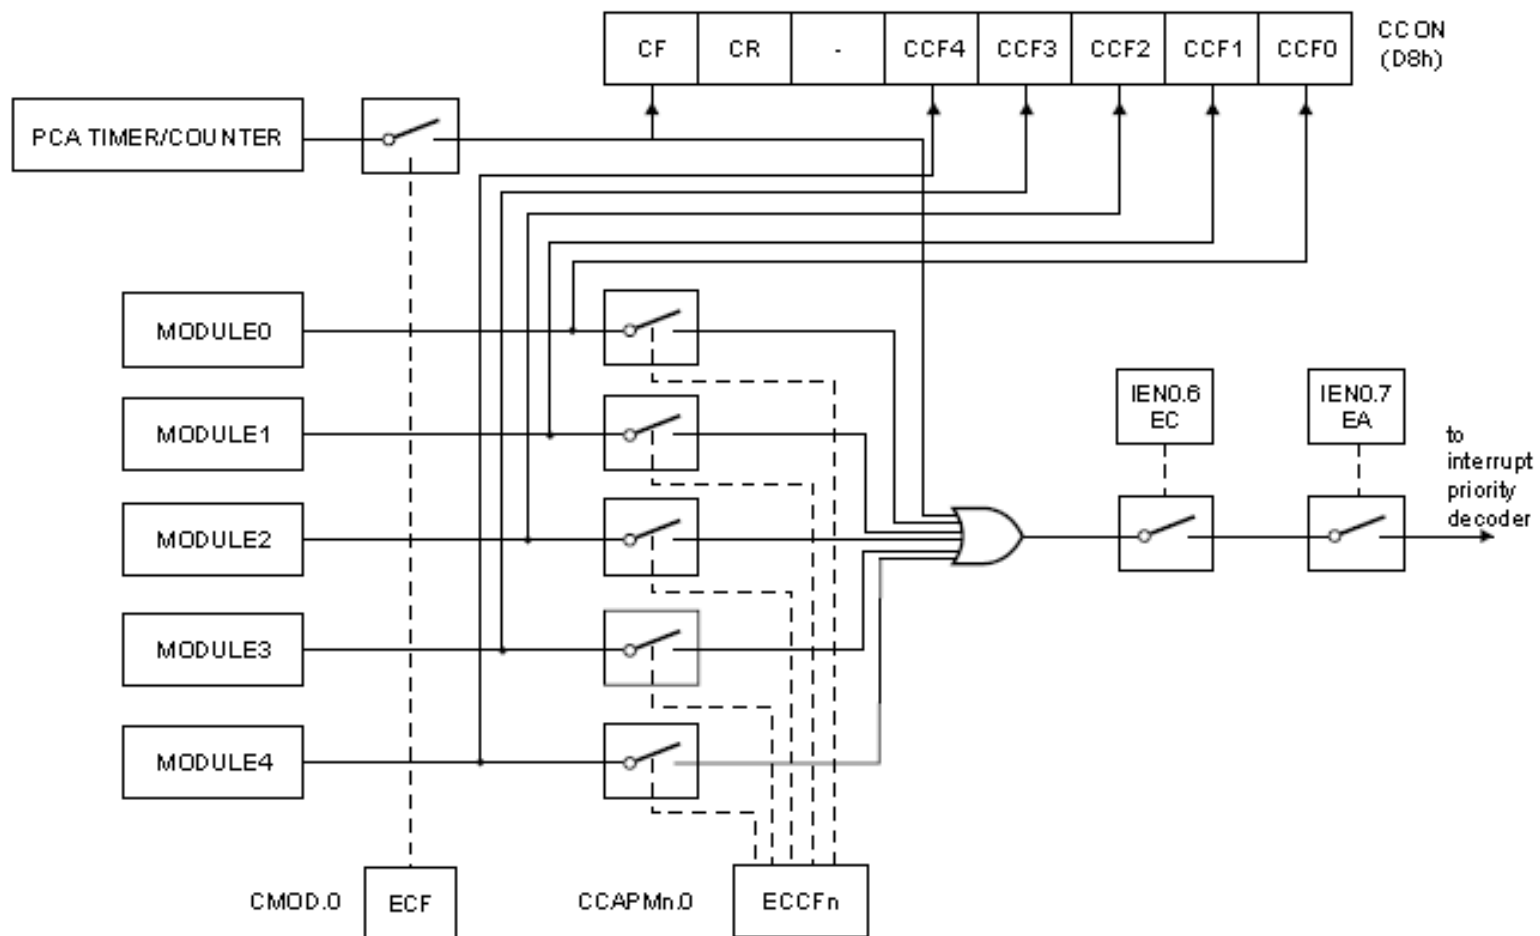 CF CR - CCF4 CCF3 CCF2 CCF1 CCF0
CCON
(D8h)
PCA TIMER/COUNTER
MODULE0
MODULE1
MODULE2
MODULE3
MODULE4
IEN0.6
EC
IEN0.7
EA
to
interrupt
priority
decoder
CMOD.0
ECF
CCAPMn.0
ECCFn